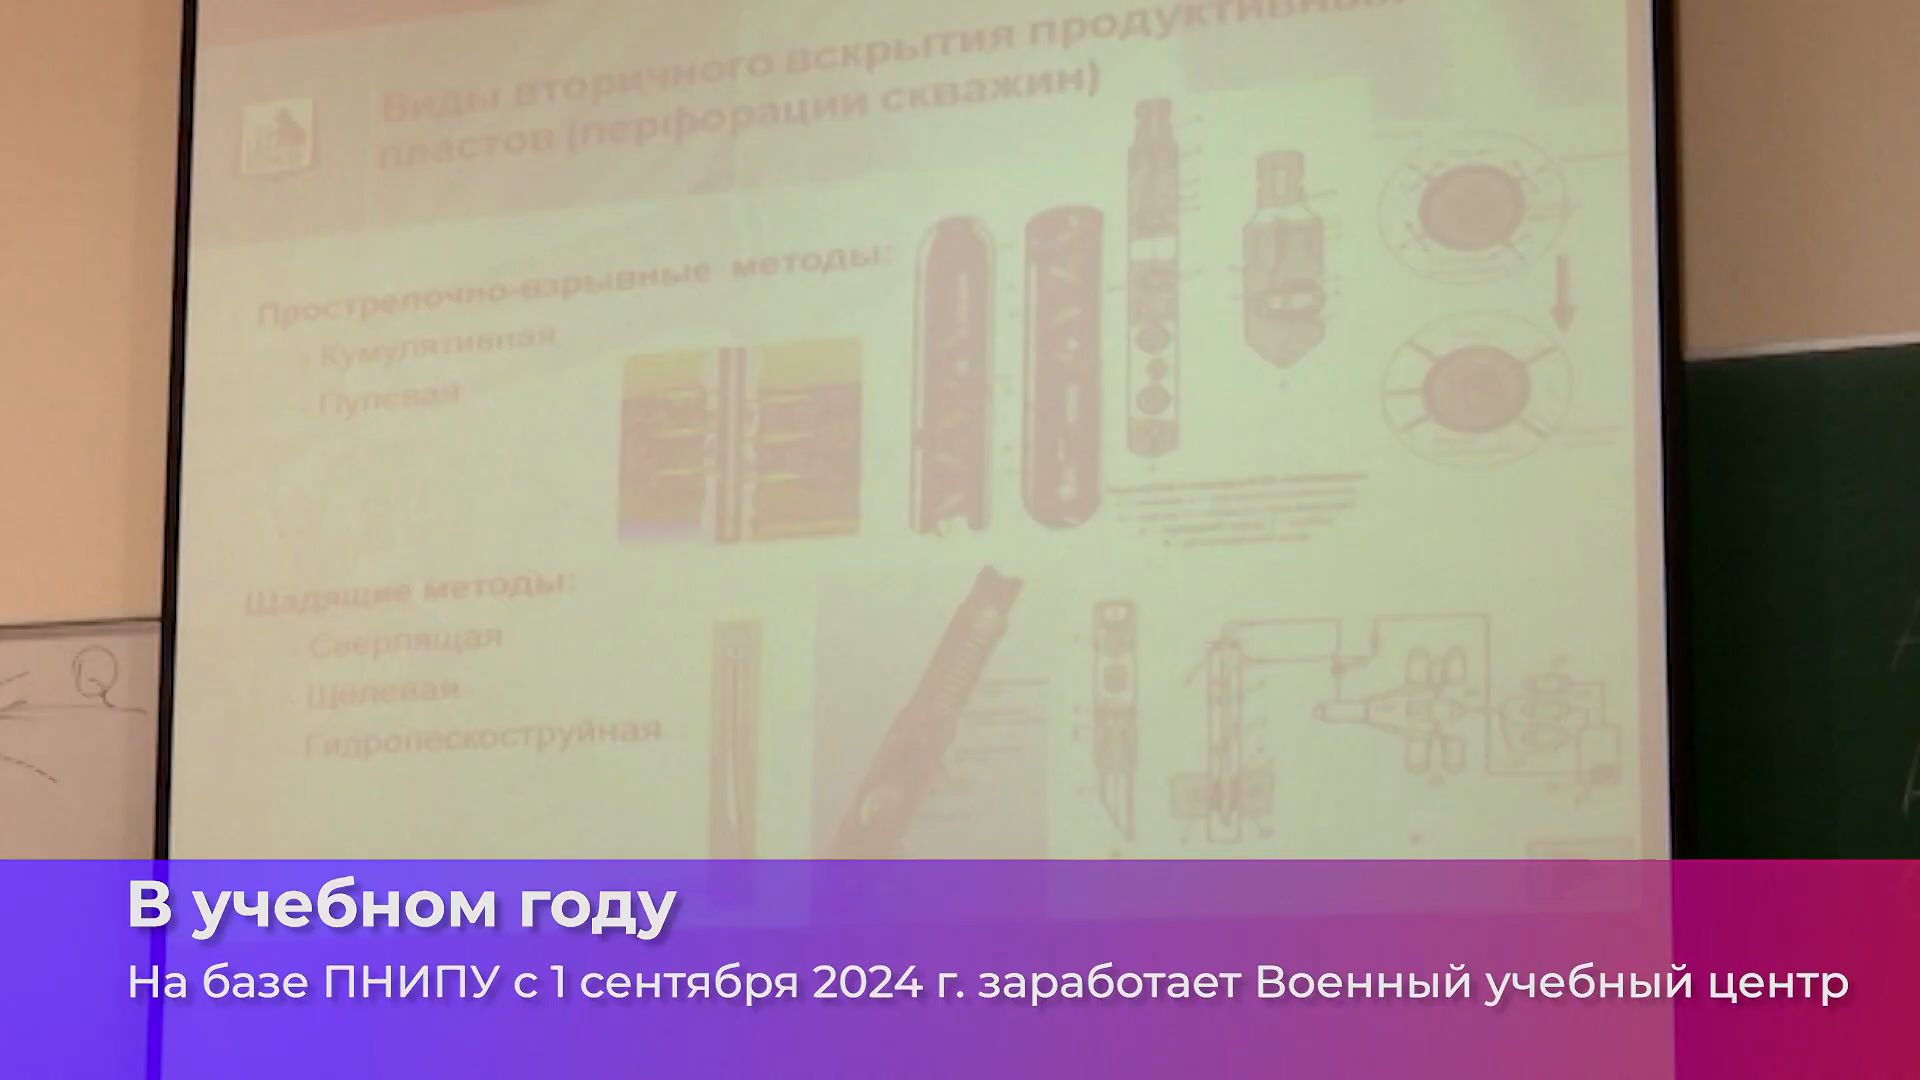 Виды вторичного вскрытия продуктивных
пластов (перфорации скважин)
Прострелочно-взрывные методы:
- Кумулятивная
- Пулевая
Щадящие методы:
- Сверлящая
- Щелевая
- Гидропескоструйная
Q
В учебном году
На базе ПНИПУ с 1 сентября 2024 г. заработает Военный учебный центр